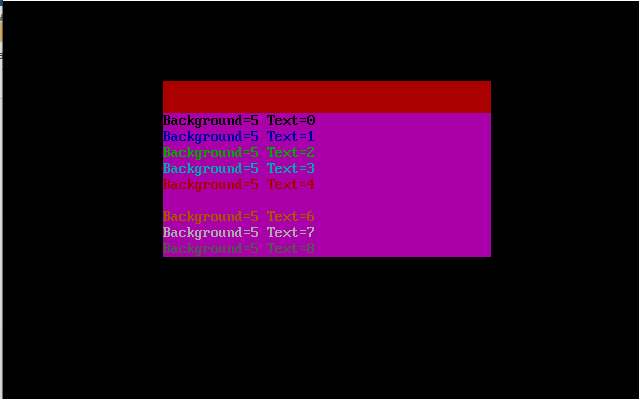 Background=5 Text=0
Background=5 Text=1
Background=5 Text=2
Background=5 Text=3
Background=5 Text=4
Background=5 Text=6
Background=5 Text=7
Background=5 Text=8